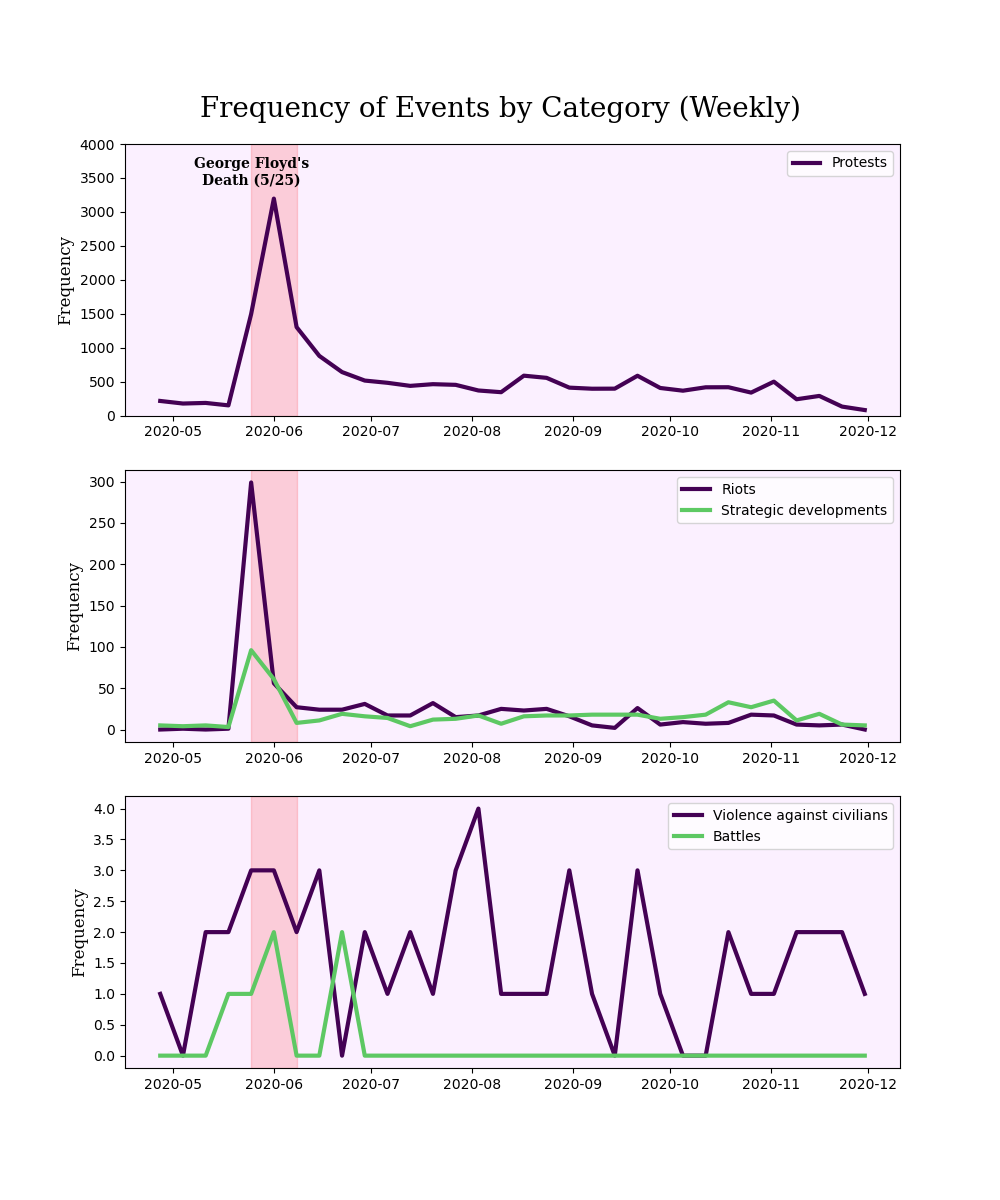 Frequency of Events by Category (Weekly)
4000
3500
3000
2500
2000
1500
1000
500
0
Frequency
George Floyd's
Death (5/25)
Protests
2020-05 2020-06 2020-07 2020-08 2020-09 2020-10 2020-11 2020-12
300
250
200
150
100
50
0
Frequency
Riots
Strategic developments
2020-05 2020-06 2020-07 2020-08 2020-09 2020-10 2020-11 2020-12
4.0
3.5
3.0
2.5
2.0
1.5
1.0
0.5
0.0
Frequency
Violence against civilians
Battles
2020-05 2020-06 2020-07 2020-08 2020-09 2020-10 2020-11 2020-12